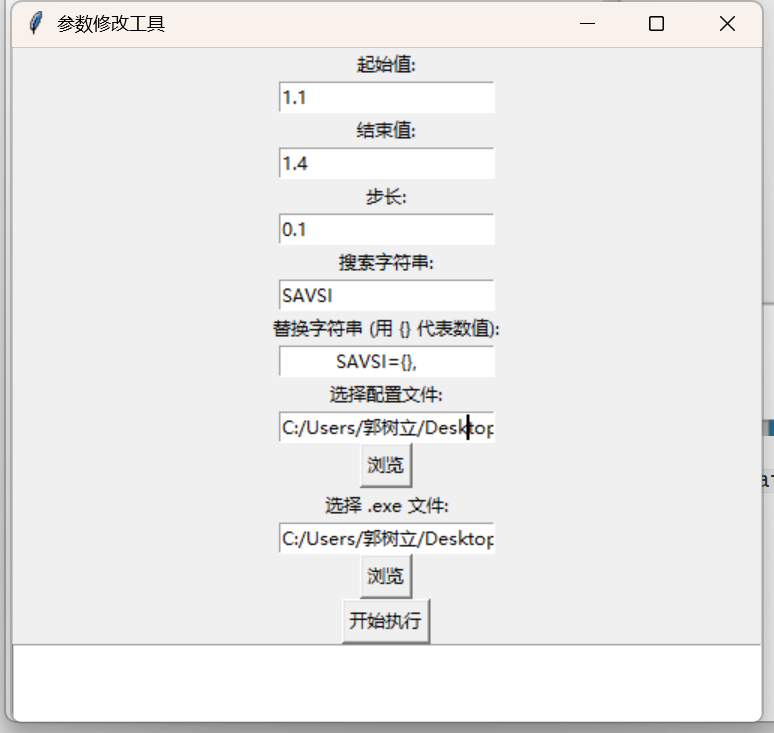 参数修改工具
起始值:
1.1
结束值:
1.4
步长:
0.1
搜索字符串:
SAVSI
替换字符串 (用 {} 代表数值):
SAVSI={},
选择配置文件:
C:/Users/郭树立/Desktop
浏览
选择 .exe 文件:
C:/Users/郭树立/Desktop
浏览
开始执行